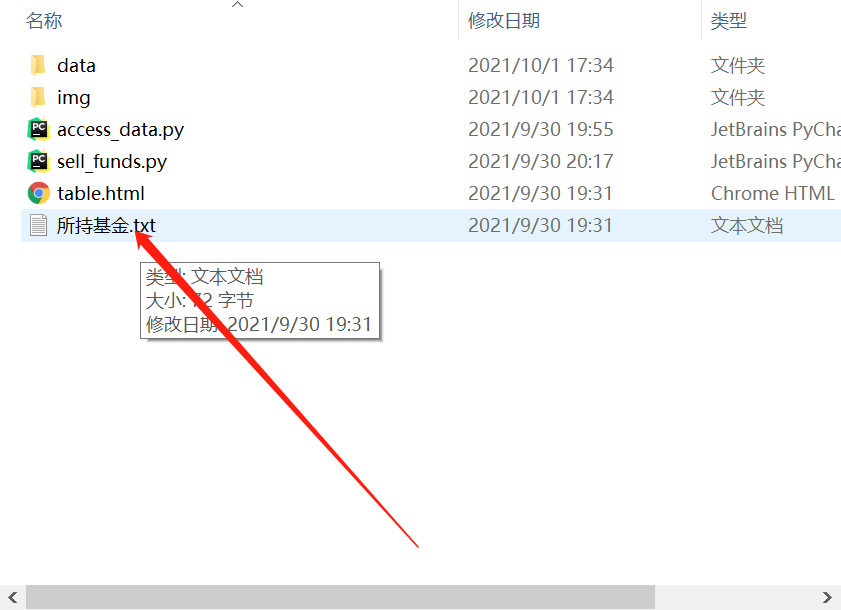 名称 修改日期 类型
data 2021/10/1 17:34 文件夹
img 2021/10/1 17:34 文件夹
access_data.py 2021/9/30 19:55 JetBrains PyCha
sell_funds.py 2021/9/30 20:17 JetBrains PyCha
table.html 2021/9/30 19:31 Chrome HTML
所持基金.txt 2021/9/30 19:31 文本文档
类型: 文本文档
大小: 72 字节
修改日期: 2021/9/30 19:31